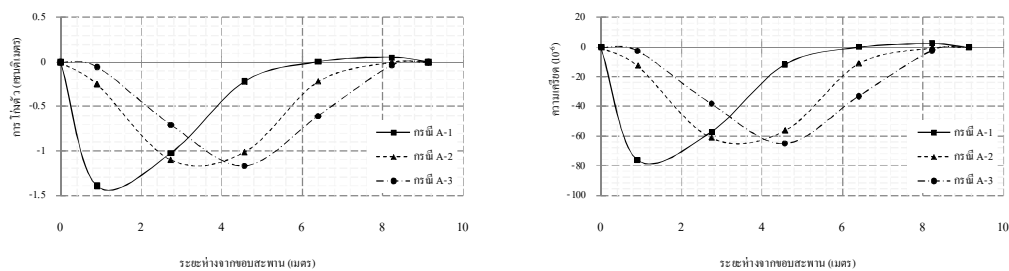 0.5
0
-0.5
-1
-1.5
0 2 4 6 8 10
การโก่งตัว (เซนติเมตร)
ระยะห่างจากขอบสะพาน (เมตร)
กรณี A-1
กรณี A-2
กรณี A-3
20
0
-20
-40
-60
-80
-100
0 2 4 6 8 10
ความเครียด (10⁻⁶)
ระยะห่างจากขอบสะพาน (เมตร)
กรณี A-1
กรณี A-2
กรณี A-3